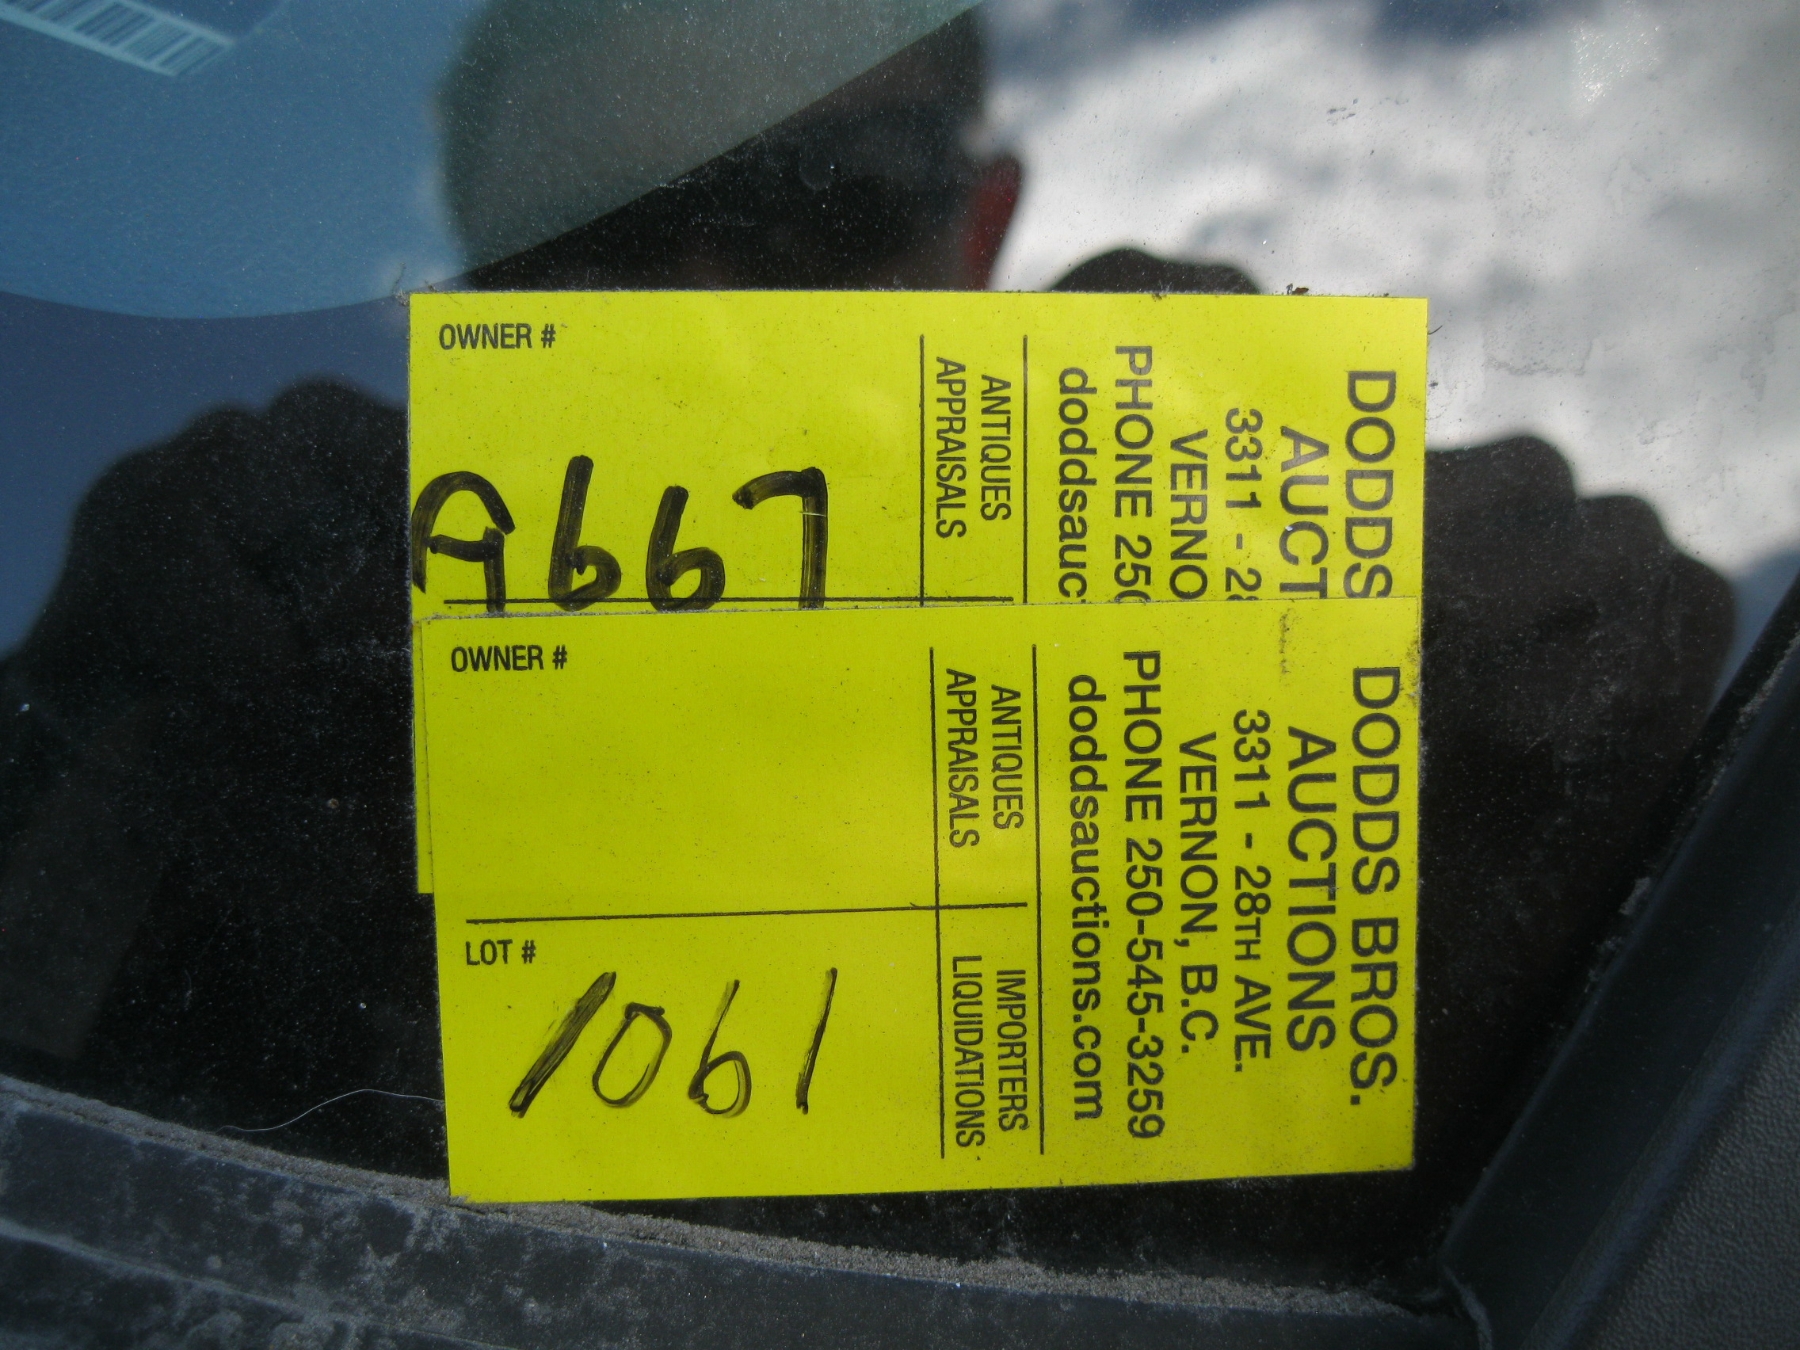 OWNER #
A667
ANTIQUES
APPRAISALS
DODDS
AUCT
3311 - 28
VERNO
PHONE 250
doddsauc
OWNER #
LOT #
1061
ANTIQUES IMPORTERS
APPRAISALS LIQUIDATIONS
DODDS BROS.
AUCTIONS
3311 - 28TH AVE.
VERNON, B.C.
PHONE 250-545-3259
doddsauctions.com